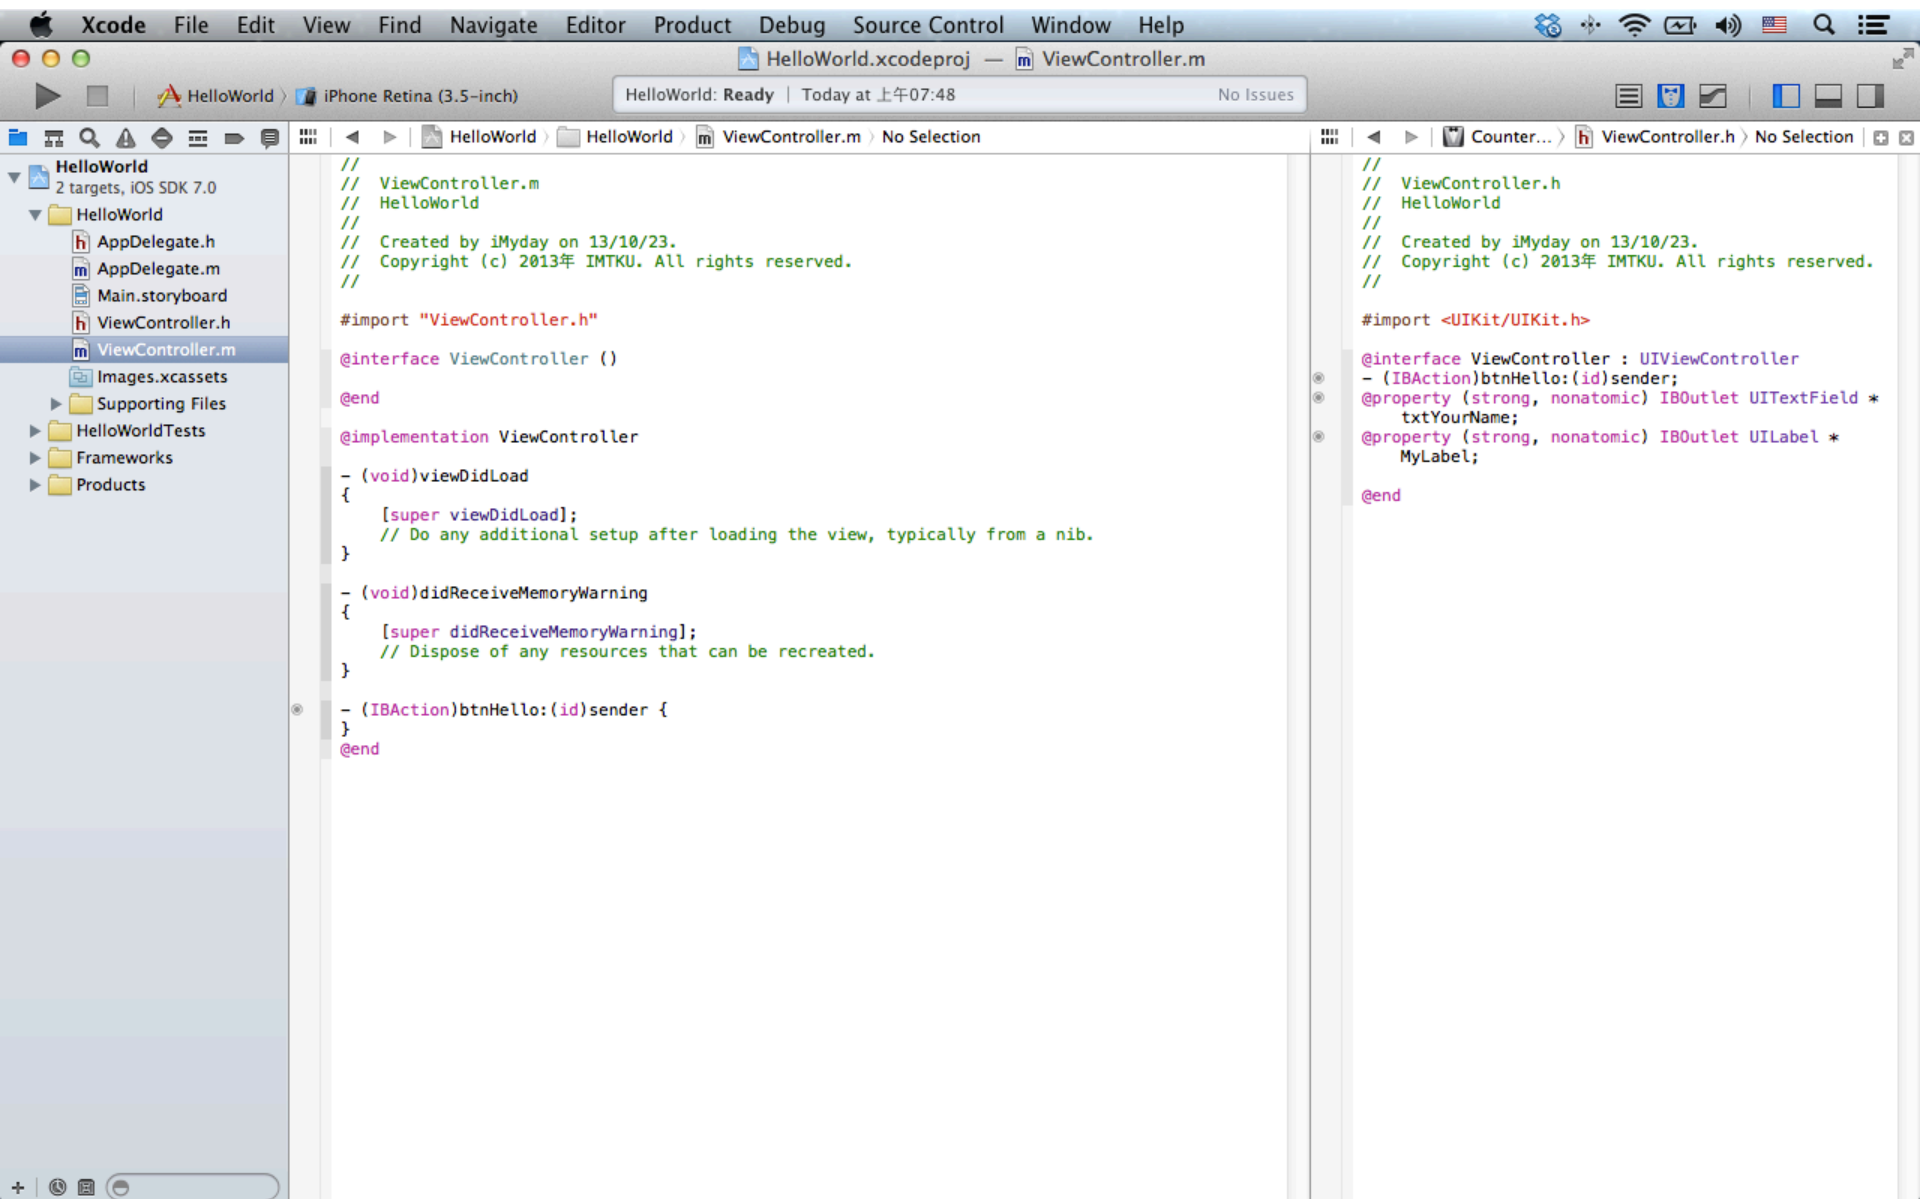 Xcode File Edit View Find Navigate Editor Product Debug Source Control Window Help
HelloWorld.xcodeproj — ViewController.m
HelloWorld iPhone Retina (3.5-inch)
HelloWorld: Ready | Today at 上午07:48 No Issues
HelloWorld HelloWorld ViewController.m No Selection
Counter... ViewController.h No Selection
HelloWorld
2 targets, iOS SDK 7.0
HelloWorld
AppDelegate.h
AppDelegate.m
Main.storyboard
ViewController.h
ViewController.m
Images.xcassets
Supporting Files
HelloWorldTests
Frameworks
Products
//
// ViewController.m
// HelloWorld
//
// Created by iMyday on 13/10/23.
// Copyright (c) 2013年 IMTKU. All rights reserved.
//
#import "ViewController.h"
@interface ViewController ()
@end
@implementation ViewController
- (void)viewDidLoad
{
[super viewDidLoad];
// Do any additional setup after loading the view, typically from a nib.
}
- (void)didReceiveMemoryWarning
{
[super didReceiveMemoryWarning];
// Dispose of any resources that can be recreated.
}
- (IBAction)btnHello:(id)sender {
}
@end
//
// ViewController.h
// HelloWorld
//
// Created by iMyday on 13/10/23.
// Copyright (c) 2013年 IMTKU. All rights reserved.
//
#import <UIKit/UIKit.h>
@interface ViewController : UIViewController
- (IBAction)btnHello:(id)sender;
@property (strong, nonatomic) IBOutlet UITextField *
txtYourName;
@property (strong, nonatomic) IBOutlet UILabel *
MyLabel;
@end